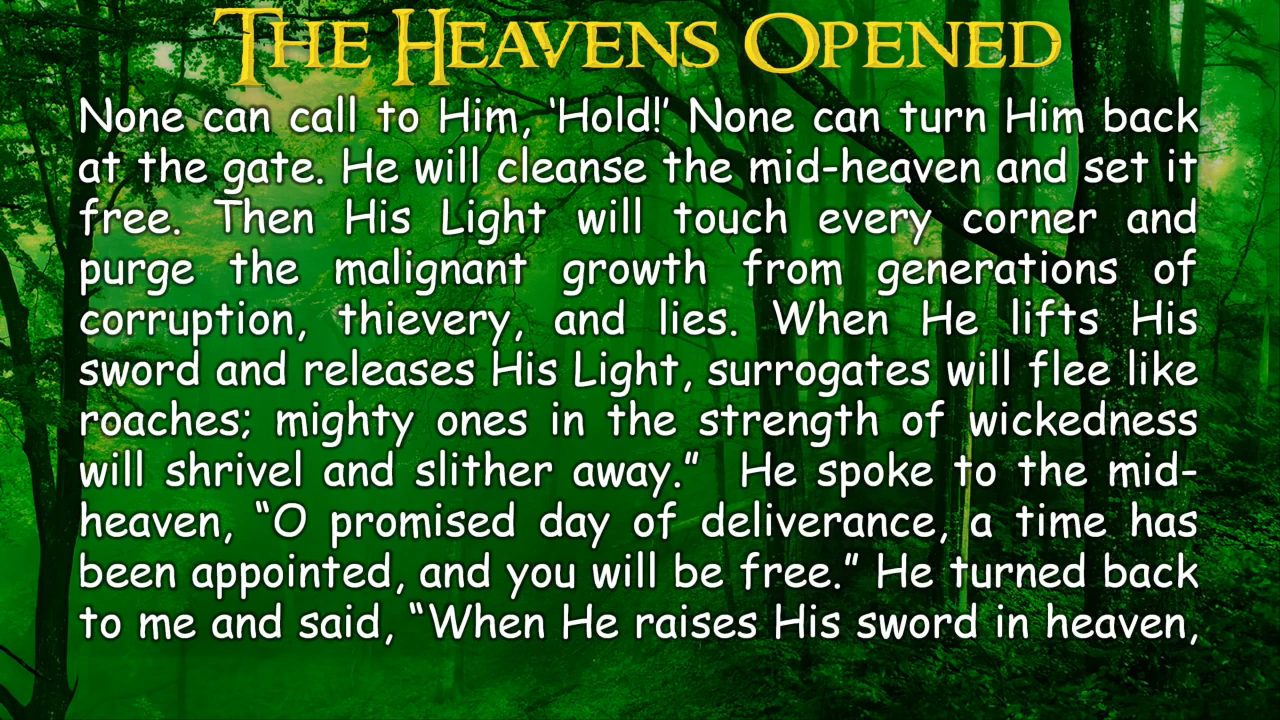 The Heavens Opened
None can call to Him, ‘Hold!’ None can turn Him back
at the gate. He will cleanse the mid-heaven and set it
free. Then His Light will touch every corner and
purge the malignant growth from generations of
corruption, thievery, and lies. When He lifts His
sword and releases His Light, surrogates will flee like
roaches; mighty ones in the strength of wickedness
will shrivel and slither away.” He spoke to the mid-
heaven, “O promised day of deliverance, a time has
been appointed, and you will be free.” He turned back
to me and said, “When He raises His sword in heaven,